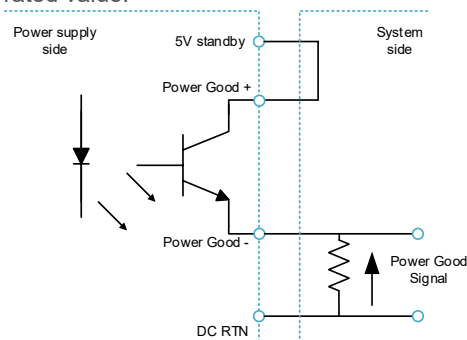 rated value.
Power supply
side
System
side
5V standby
Power Good +
Power Good -
Power Good
Signal
DC RTN